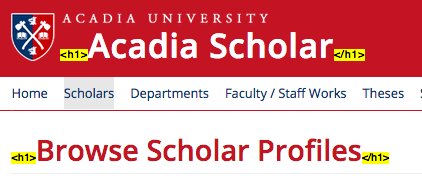 ACADIA UNIVERSITY
<h1>Acadia Scholar</h1>
Home Scholars Departments Faculty / Staff Works Theses
<h1>Browse Scholar Profiles</h1>